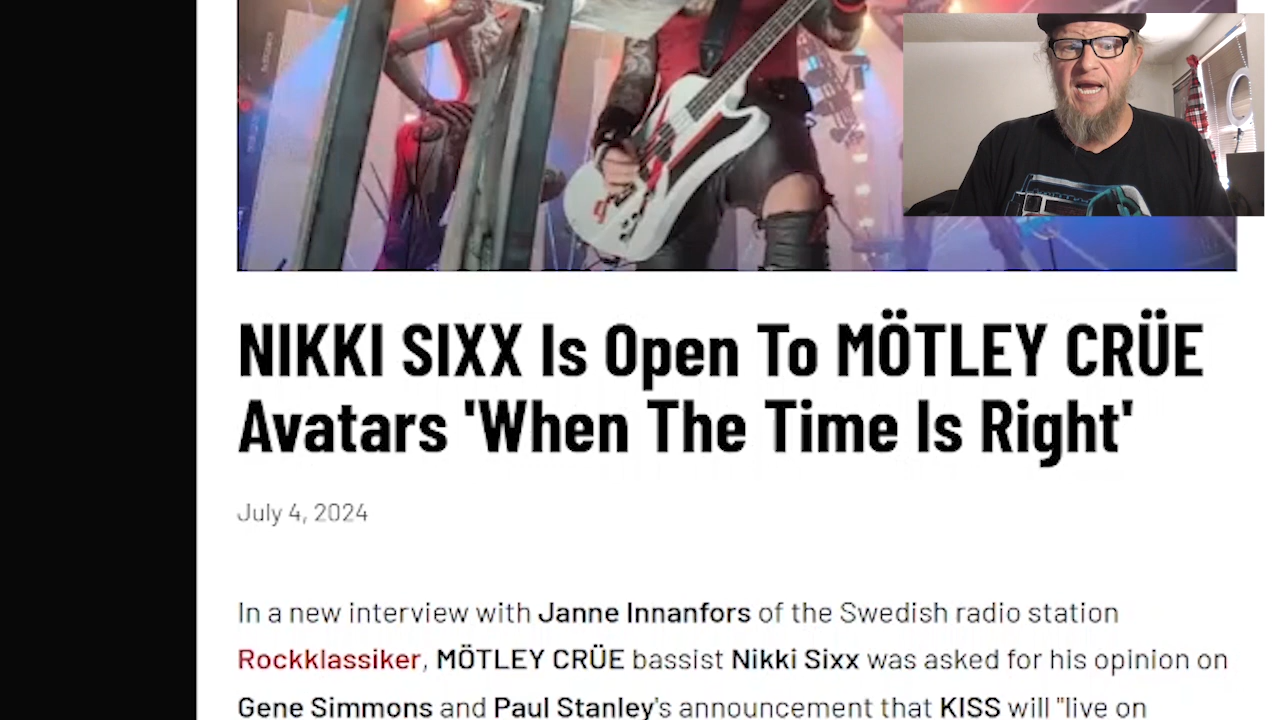 NIKKI SIXX Is Open To MÖTLEY CRÜE
Avatars 'When The Time Is Right'
July 4, 2024
In a new interview with Janne Innanfors of the Swedish radio station
Rockklassiker, MÖTLEY CRÜE bassist Nikki Sixx was asked for his opinion on
Gene Simmons and Paul Stanley's announcement that KISS will "live on